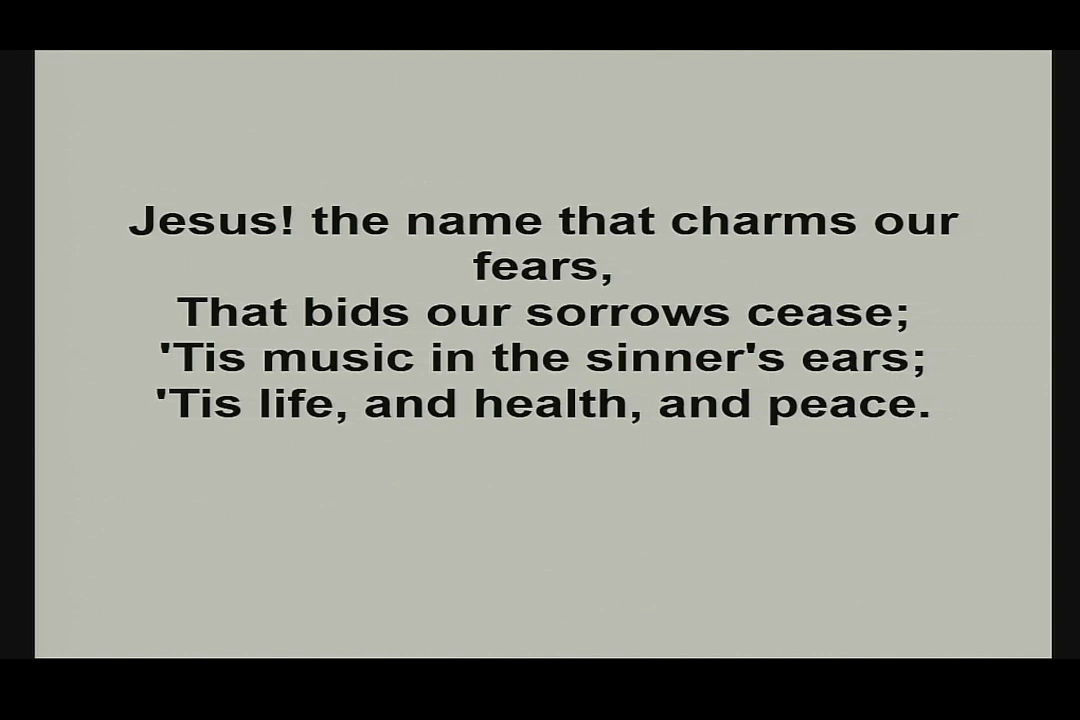 Jesus! the name that charms our
fears,
That bids our sorrows cease;
'Tis music in the sinner's ears;
'Tis life, and health, and peace.